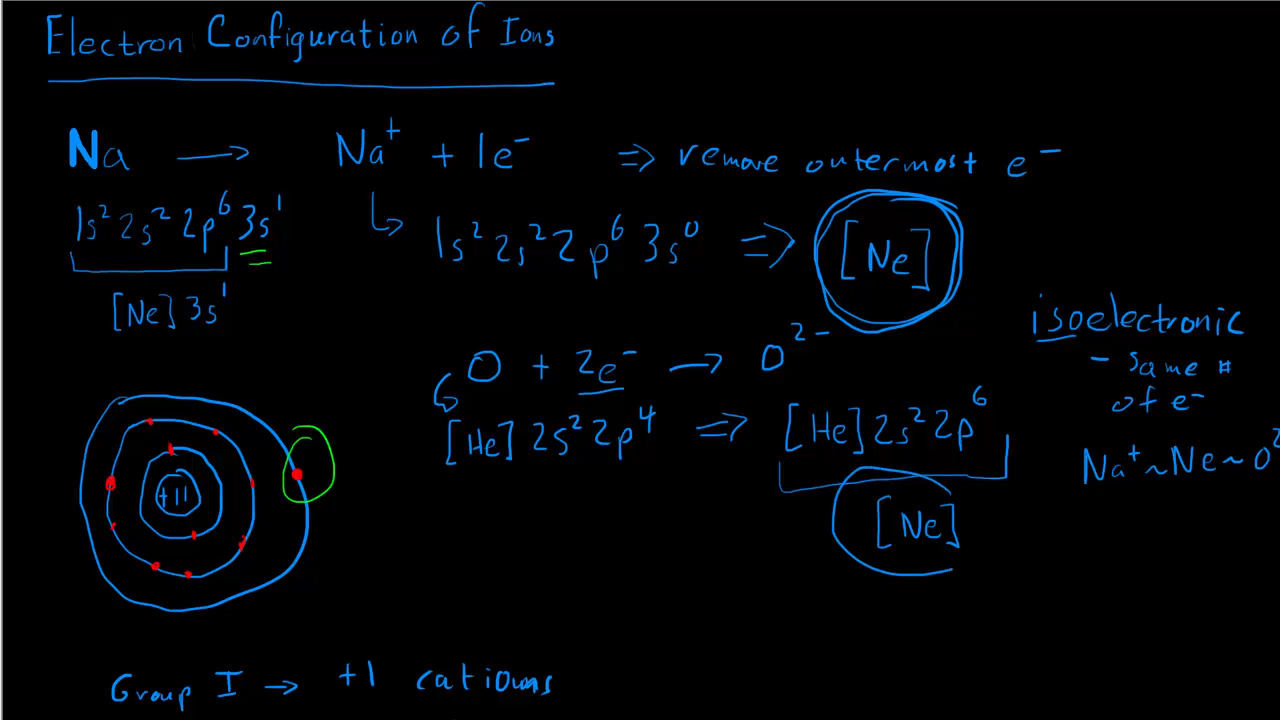 Electron Configuration of Ions
Na → Na⁺ + 1e⁻ ⇒ remove outermost e⁻
1s² 2s² 2p⁶ 3s¹
[Ne] 3s¹
1s² 2s² 2p⁶ 3s⁰ ⇒ [Ne]
O + 2e⁻ → O²⁻
[He] 2s² 2p⁴ ⇒ [He] 2s² 2p⁶
[Ne]
isoelectronic
- same #
of e⁻
Na⁺ ~ Ne ~ O²
+11
Group I → +1 cations